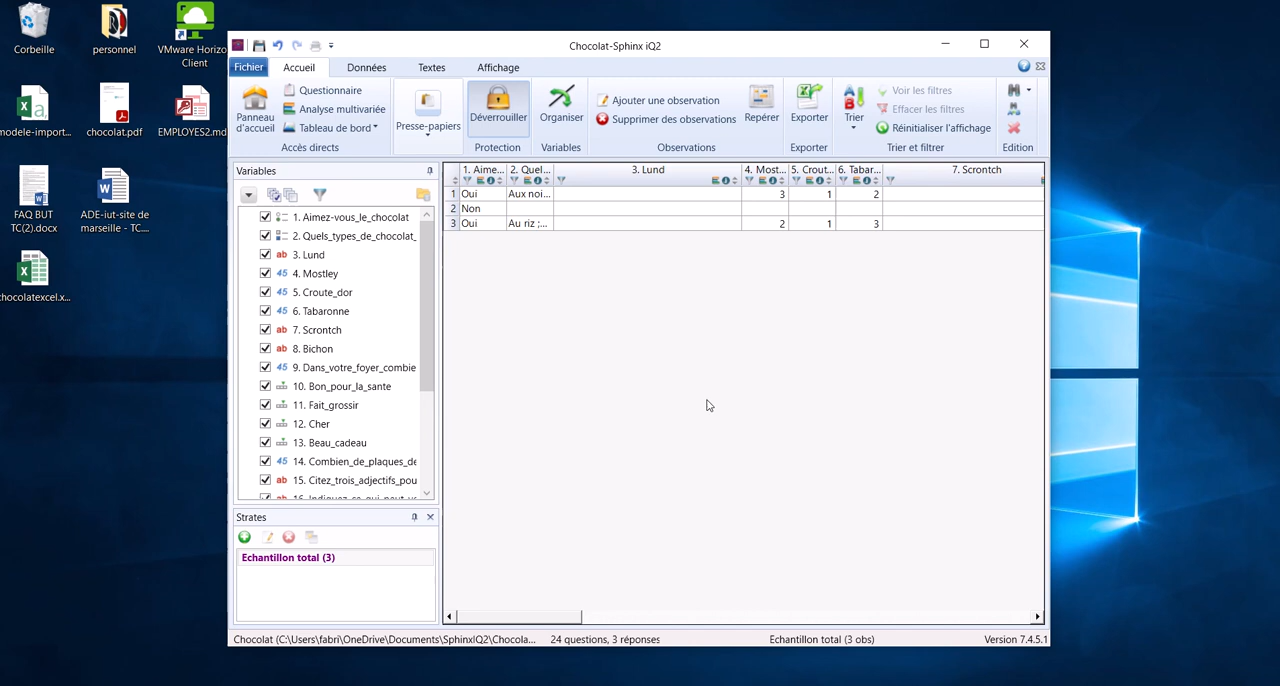 Corbeille
personnel
VMware Horizo
Client
modele-import...
chocolat.pdf
EMPLOYES2.md
FAQ BUT
TC(2).docx
ADE-iut-site de
marseille - TC....
chocolatexcel.x...
Chocolat-Sphinx iQ2
Fichier
Accueil
Données
Textes
Affichage
Panneau
d'accueil
Questionnaire
Analyse multivariée
Tableau de bord
Accès directs
Presse-papiers
Déverrouiller
Protection
Organiser
Variables
Ajouter une observation
Supprimer des observations
Repérer
Observations
Exporter
Exporter
Trier
Voir les filtres
Effacer les filtres
Réinitialiser l'affichage
Trier et filtrer
Edition
Variables
1. Aimez-vous_le_chocolat
2. Quels_types_de_chocolat_
3. Lund
4. Mostley
5. Croute_dor
6. Tabaronne
7. Scrontch
8. Bichon
9. Dans_votre_foyer_combie
10. Bon_pour_la_sante
11. Fait_grossir
12. Cher
13. Beau_cadeau
14. Combien_de_plaques_de
15. Citez_trois_adjectifs_pou
Strates
Echantillon total (3)
1. Aime... 2. Quel... 3. Lund 4. Most... 5. Crout... 6. Tabar... 7. Scrontch
1 Oui Aux noi... 3 1 2
2 Non
3 Oui Au riz ;... 2 1 3
Chocolat (C:\Users\fabri\OneDrive\Documents\SphinxIQ2\Chocola... 24 questions, 3 réponses Echantillon total (3 obs) Version 7.4.5.1